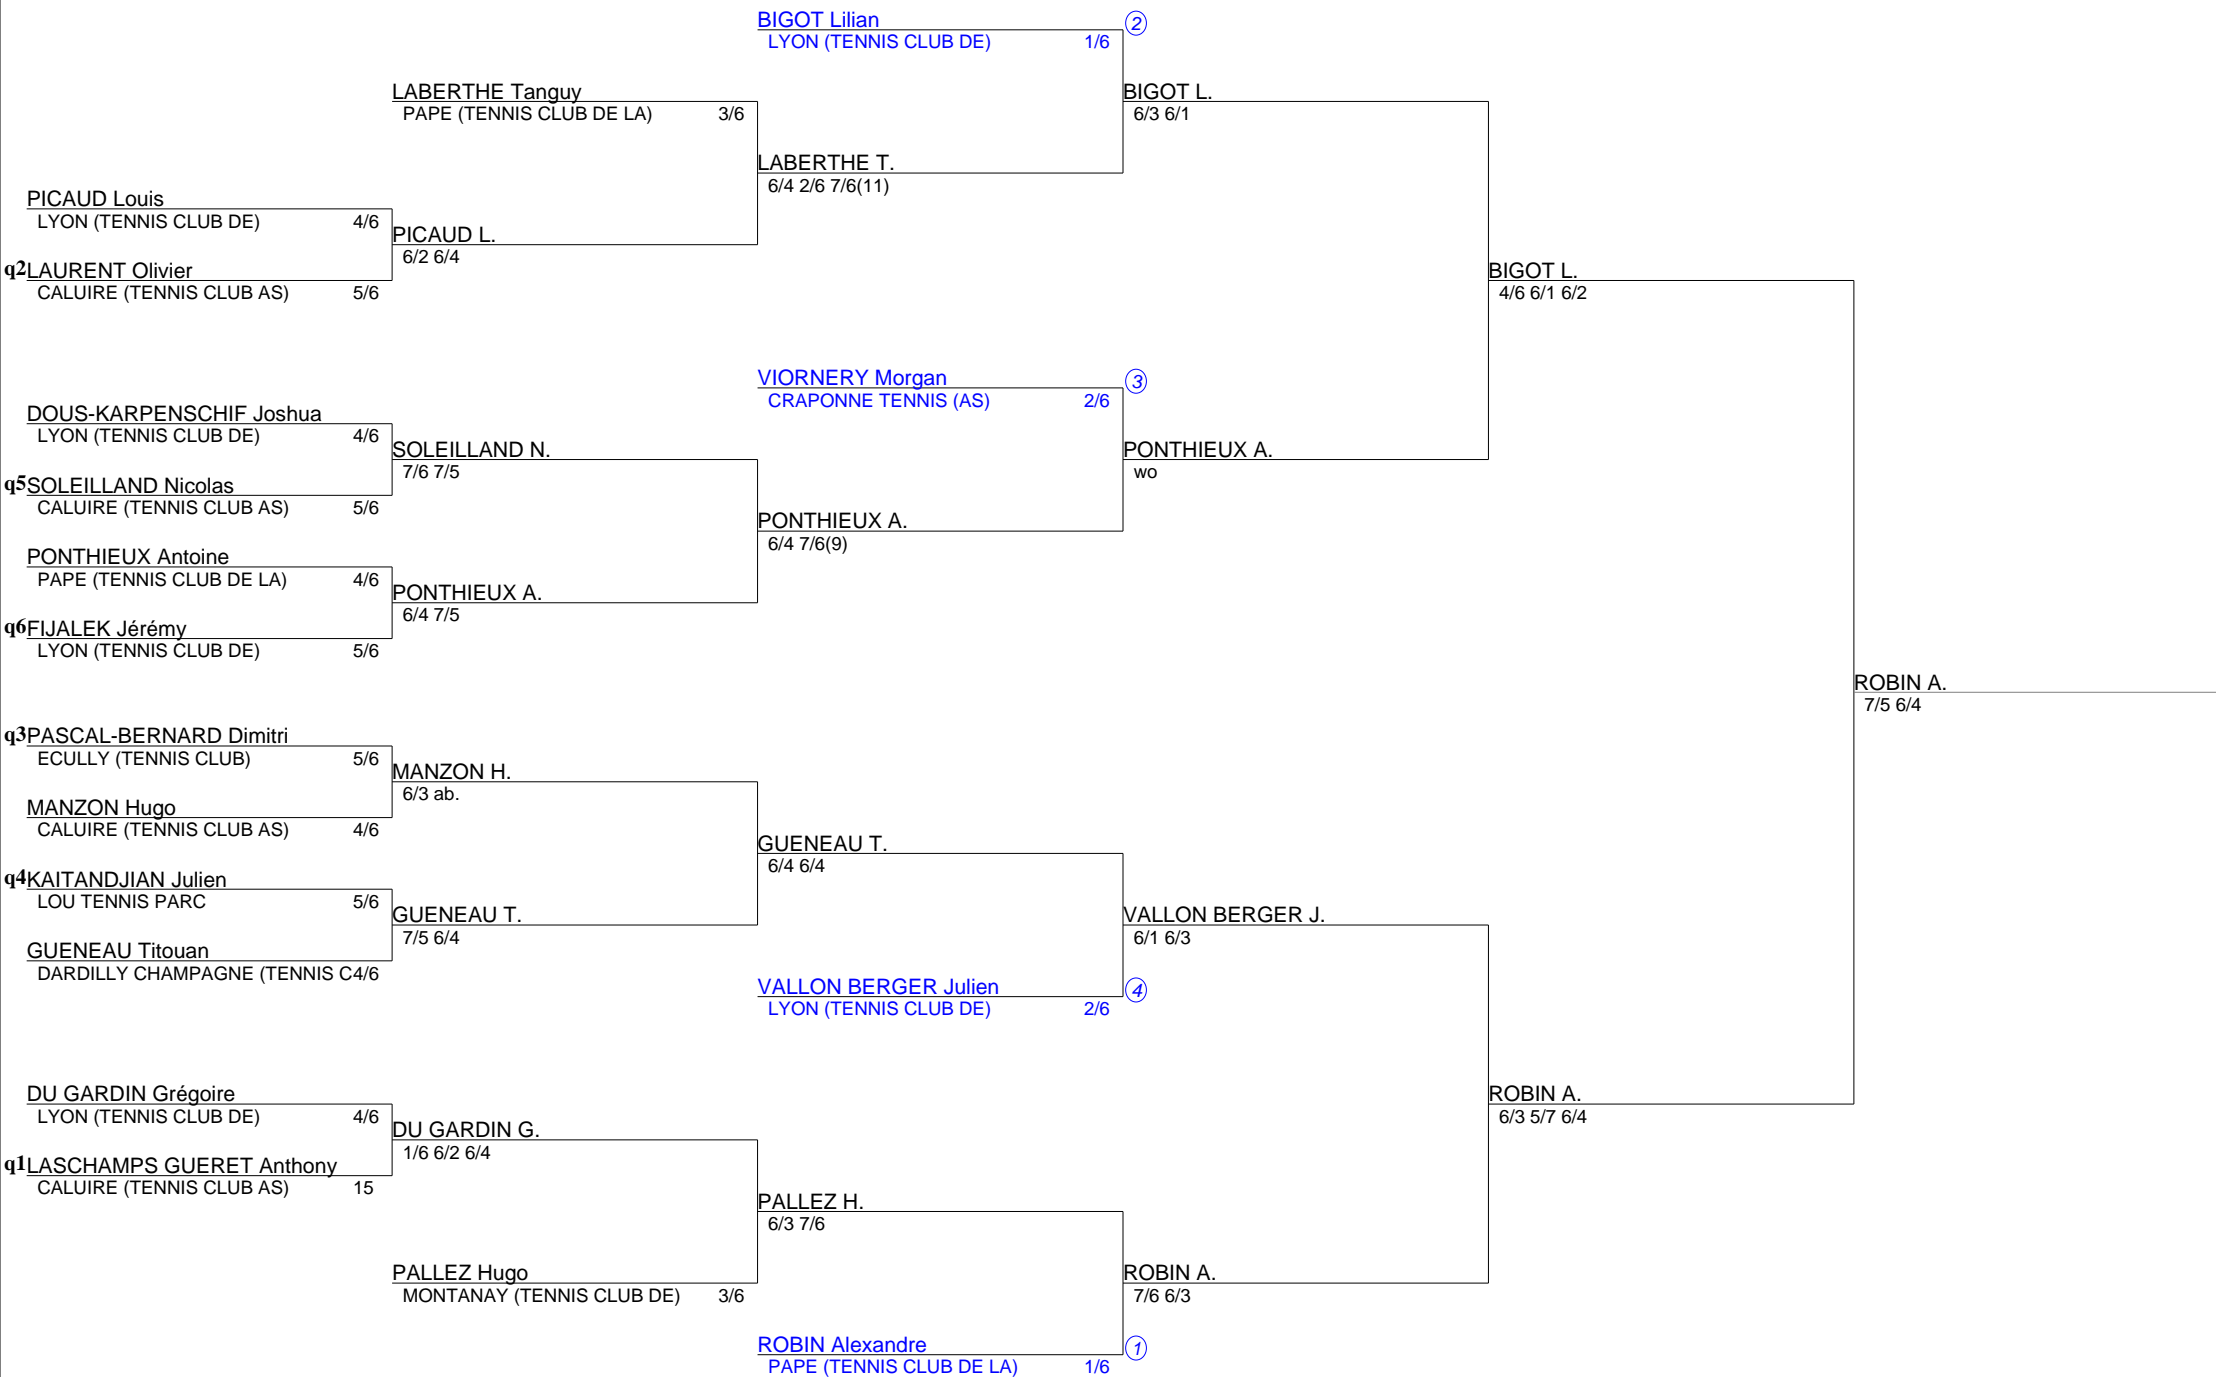 BIGOT Lilian 2
LYON (TENNIS CLUB DE) 1/6
LABERTHE Tanguy BIGOT L.
PAPE (TENNIS CLUB DE LA) 3/6 6/3 6/1
LABERTHE T.
6/4 2/6 7/6(11)
PICAUD Louis
LYON (TENNIS CLUB DE) 4/6
PICAUD L.
6/2 6/4
q2 LAURENT Olivier BIGOT L.
CALUIRE (TENNIS CLUB AS) 5/6 4/6 6/1 6/2
VIORNERY Morgan 3
CRAPONNE TENNIS (AS) 2/6
DOUS-KARPENSCHIF Joshua
LYON (TENNIS CLUB DE) 4/6
SOLEILLAND N. PONTHIEUX A.
7/6 7/5 wo
q5 SOLEILLAND Nicolas
CALUIRE (TENNIS CLUB AS) 5/6
PONTHIEUX A.
6/4 7/6(9)
PONTHIEUX Antoine
PAPE (TENNIS CLUB DE LA) 4/6
PONTHIEUX A.
6/4 7/5
q6 FIJALEK Jérémy
LYON (TENNIS CLUB DE) 5/6
ROBIN A.
7/5 6/4
q3 PASCAL-BERNARD Dimitri
ECULLY (TENNIS CLUB) 5/6
MANZON H.
6/3 ab.
MANZON Hugo
CALUIRE (TENNIS CLUB AS) 4/6
GUENEAU T.
6/4 6/4
q4 KAITANDJIAN Julien
LOU TENNIS PARC 5/6
GUENEAU T. VALLON BERGER J.
7/5 6/4 6/1 6/3
GUENEAU Titouan
DARDILLY CHAMPAGNE (TENNIS C4/6
VALLON BERGER Julien 4
LYON (TENNIS CLUB DE) 2/6
DU GARDIN Grégoire ROBIN A.
LYON (TENNIS CLUB DE) 4/6 6/3 5/7 6/4
DU GARDIN G.
1/6 6/2 6/4
q1 LASCHAMPS GUERET Anthony
CALUIRE (TENNIS CLUB AS) 15
PALLEZ H.
6/3 7/6
PALLEZ Hugo ROBIN A.
MONTANAY (TENNIS CLUB DE) 3/6 7/6 6/3
ROBIN Alexandre 1
PAPE (TENNIS CLUB DE LA) 1/6